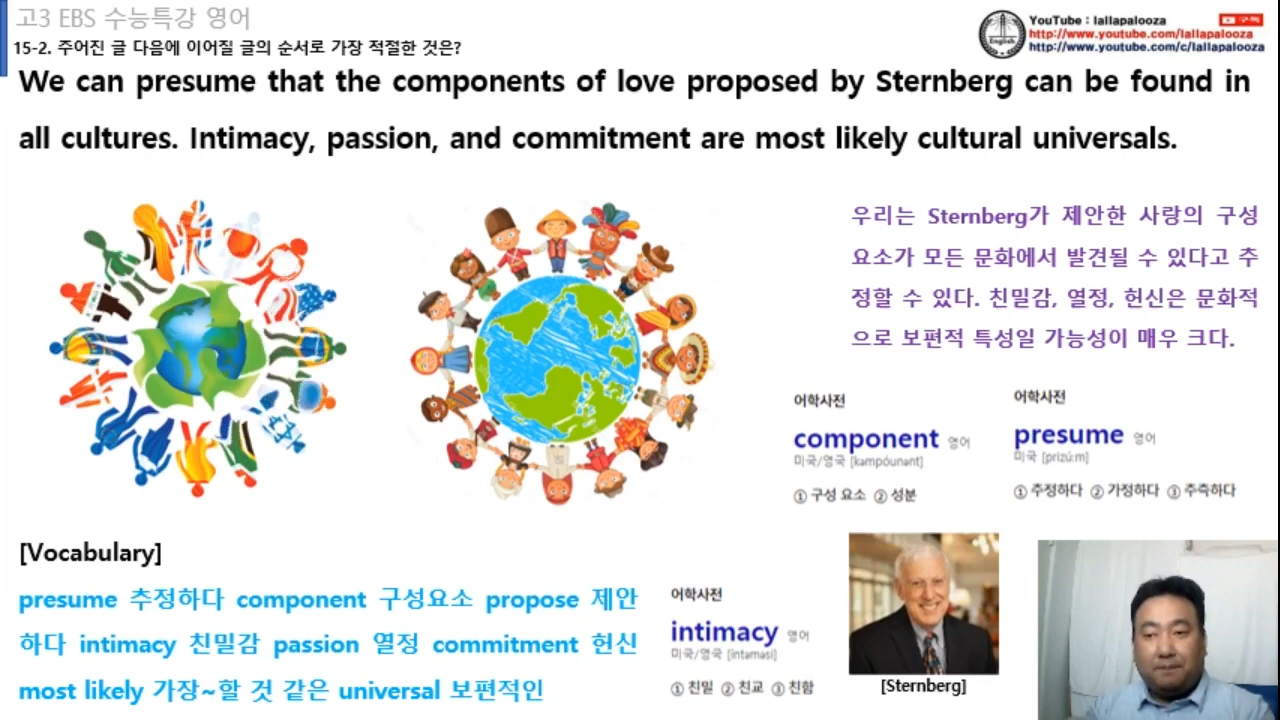 고3 EBS 수능특강 영어
15-2. 주어진 글 다음에 이어질 글의 순서로 가장 적절한 것은?
YouTube : lallapalooza
구독
http://www.youtube.com/lallapalooza
http://www.youtube.com/c/lallapalooza
English
We can presume that the components of love proposed by Sternberg can be found in
all cultures. Intimacy, passion, and commitment are most likely cultural universals.
우리는 Sternberg가 제안한 사랑의 구성
요소가 모든 문화에서 발견될 수 있다고 추
정할 수 있다. 친밀감, 열정, 헌신은 문화적
으로 보편적 특성일 가능성이 매우 크다.
어학사전
component 영어
미국/영국 [kəmpóunənt]
① 구성 요소 ② 성분
어학사전
presume 영어
미국 [prizú:m]
① 추정하다 ② 가정하다 ③ 추측하다
[Vocabulary]
presume 추정하다 component 구성요소 propose 제안
하다 intimacy 친밀감 passion 열정 commitment 헌신
most likely 가장~할 것 같은 universal 보편적인
어학사전
intimacy 영어
미국/영국 [íntəməsi]
① 친밀 ② 친교 ③ 친함
[Sternberg]